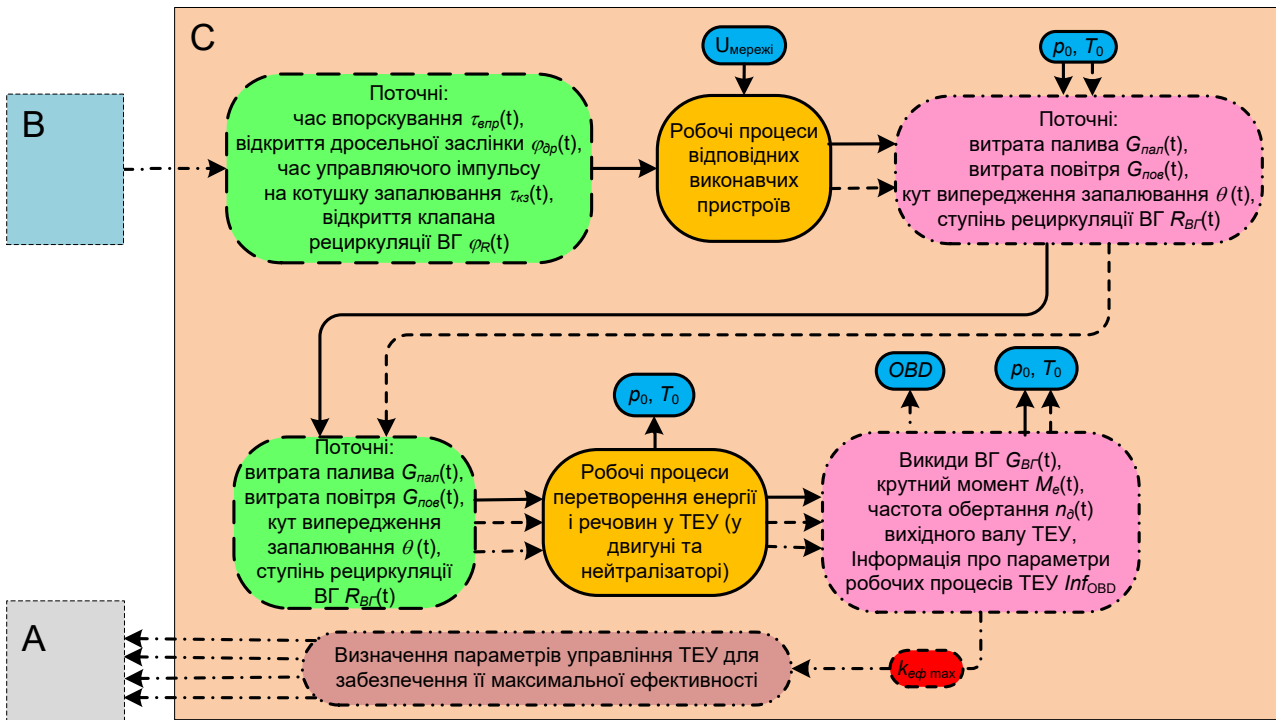 C
B
Поточні:
час впорскування τвпр(t),
відкриття дросельної заслінки φдр(t),
час управляючого імпульсу
на котушку запалювання τкз(t),
відкриття клапана
рециркуляції ВГ φR(t)
Uмережі
Робочі процеси
відповідних
виконавчих
пристроїв
p0, T0
Поточні:
витрата палива Gпал(t),
витрата повітря Gпов(t),
кут випередження запалювання θ (t),
ступінь рециркуляції ВГ RВГ(t)
Поточні:
витрата палива Gпал(t),
витрата повітря Gпов(t),
кут випередження
запалювання θ (t),
ступінь рециркуляції
ВГ RВГ(t)
p0, T0
Робочі процеси
перетворення енергії
і речовин у ТЕУ (у
двигуні та
нейтралізаторі)
OBD
p0, T0
Викиди ВГ GВГ(t),
крутний момент Mе(t),
частота обертання nд(t)
вихідного валу ТЕУ,
Інформація про параметри
робочих процесів ТЕУ InfOBD
A
Визначення параметрів управління ТЕУ для
забезпечення її максимальної ефективності
kеф max